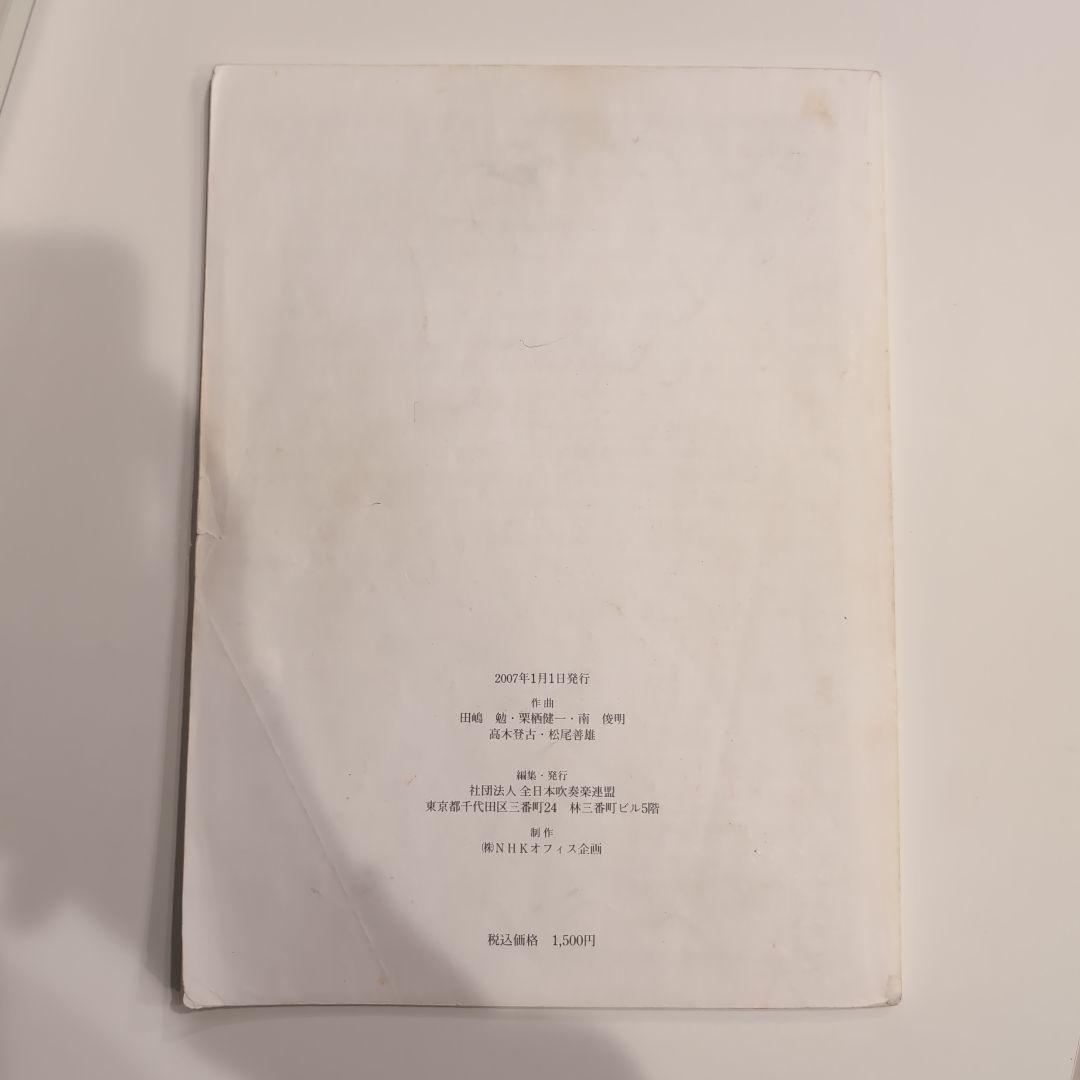 2007年1月1日発行
作曲
田嶋　勉・栗栖健一・南　俊明
高木登古・松尾善雄
編集・発行
社団法人 全日本吹奏楽連盟
東京都千代田区三番町24　林三番町ビル5階
制作
㈱NHKオフィス企画
税込価格　1,500円